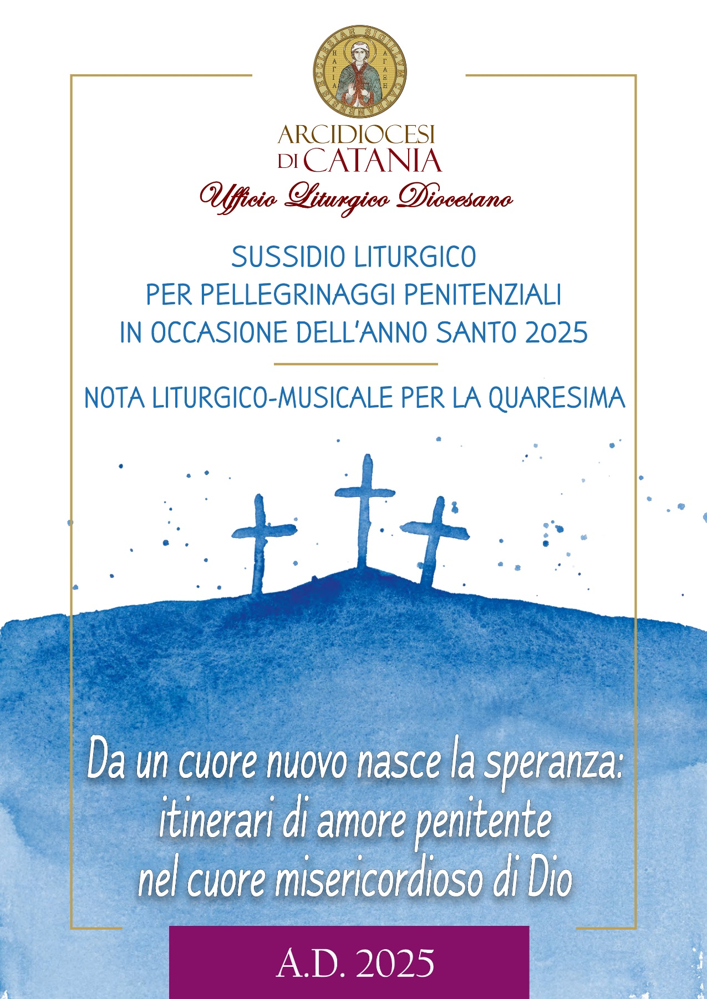 ECCLESIAE SIGILLVM CATHANENSIS
ΗΑΓΙΑ
ΑΓΑΘΗ
ARCIDIOCESI
DI CATANIA
Ufficio Liturgico Diocesano
SUSSIDIO LITURGICO
PER PELLEGRINAGGI PENITENZIALI
IN OCCASIONE DELL'ANNO SANTO 2025
NOTA LITURGICO-MUSICALE PER LA QUARESIMA
Da un cuore nuovo nasce la speranza:
itinerari di amore penitente
nel cuore misericordioso di Dio
A.D. 2025